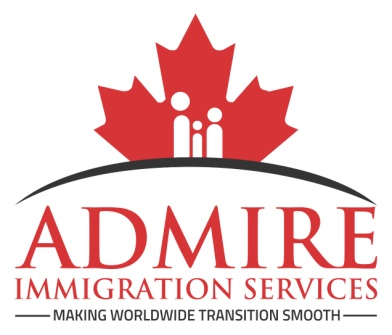 ADMIRE
IMMIGRATION SERVICES
MAKING WORLDWIDE TRANSITION SMOOTH